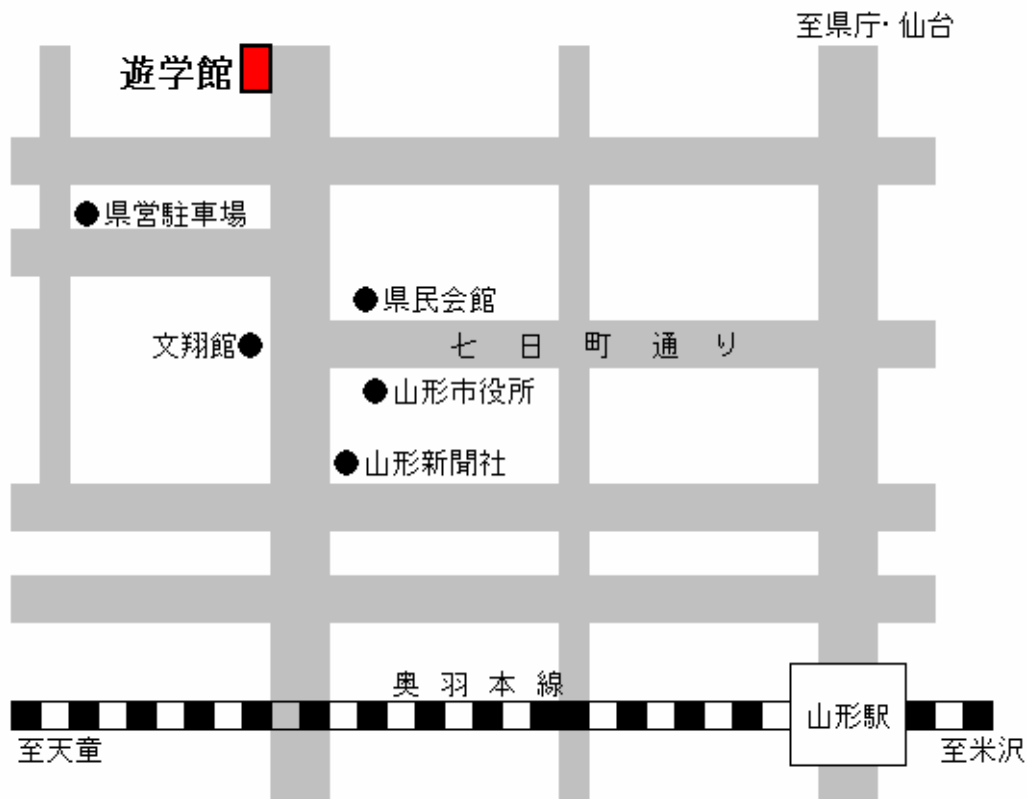 至県庁・仙台
遊学館
県営駐車場
県民会館
文翔館
七日町通り
山形市役所
山形新聞社
奥羽本線
山形駅
至天童
至米沢